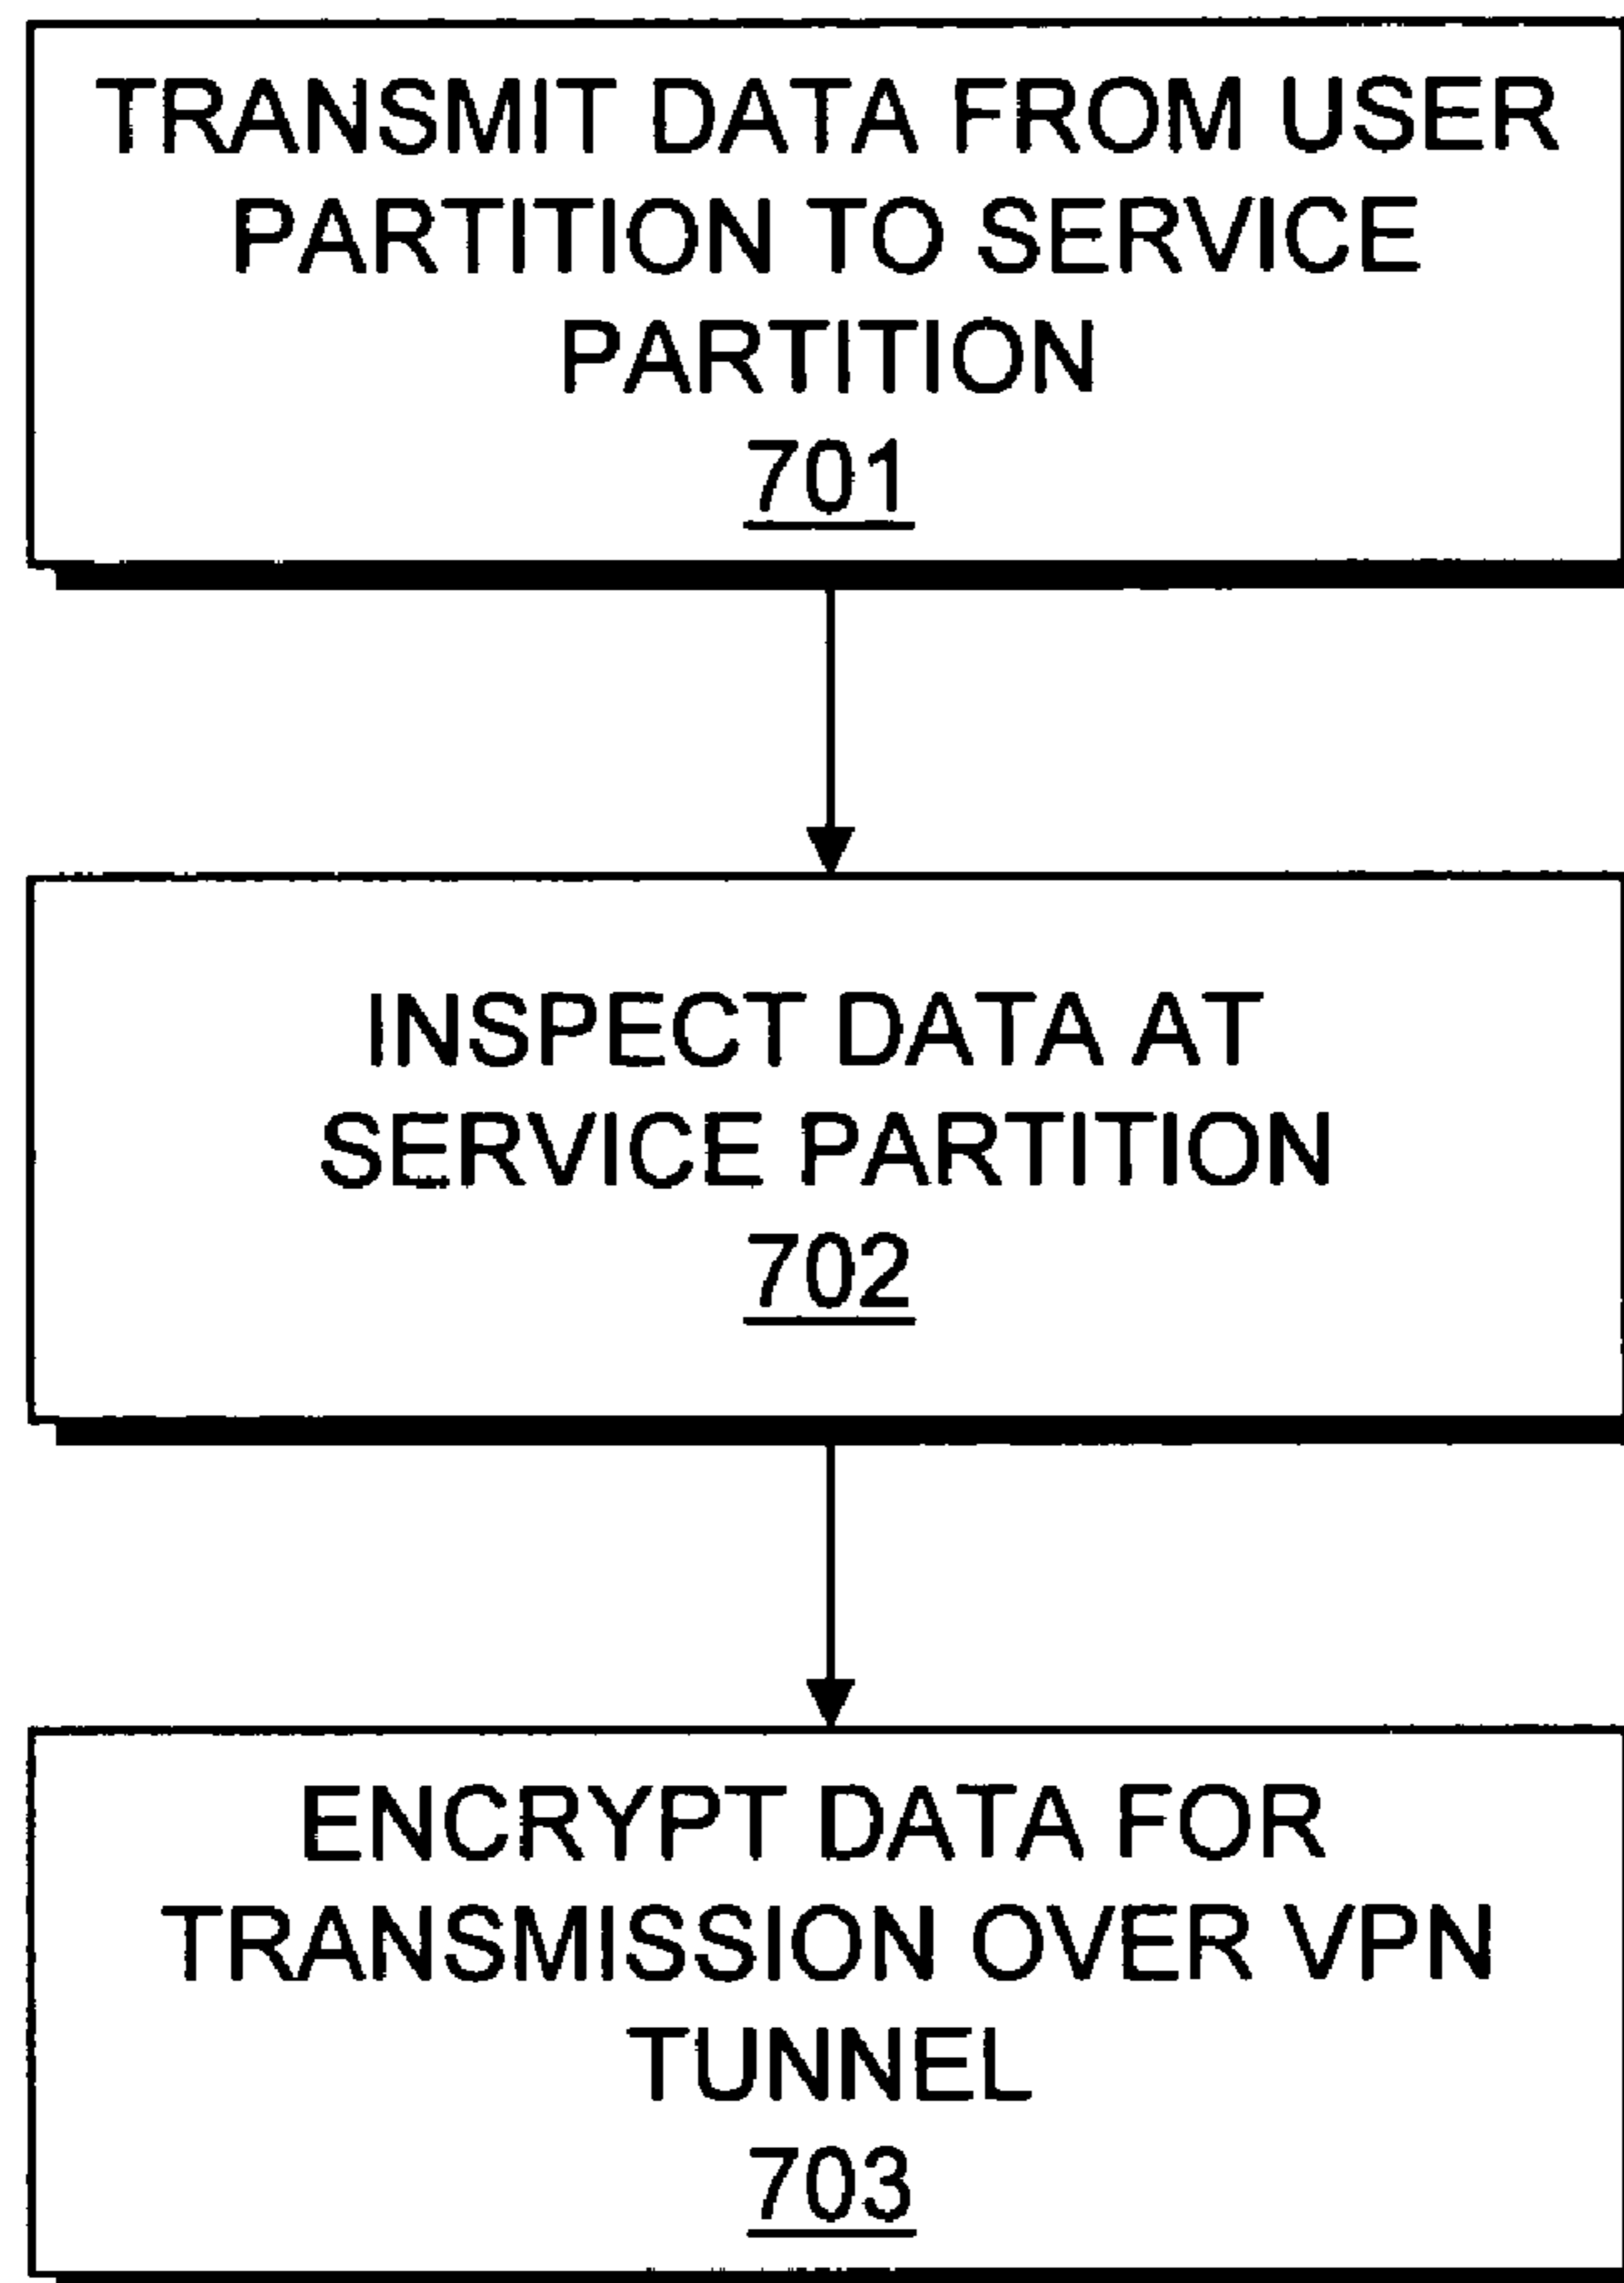 TRANSMIT DATA FROM USER
PARTITION TO SERVICE
PARTITION
701
INSPECT DATA AT
SERVICE PARTITION
702
ENCRYPT DATA FOR
TRANSMISSION OVER VPN
TUNNEL
703